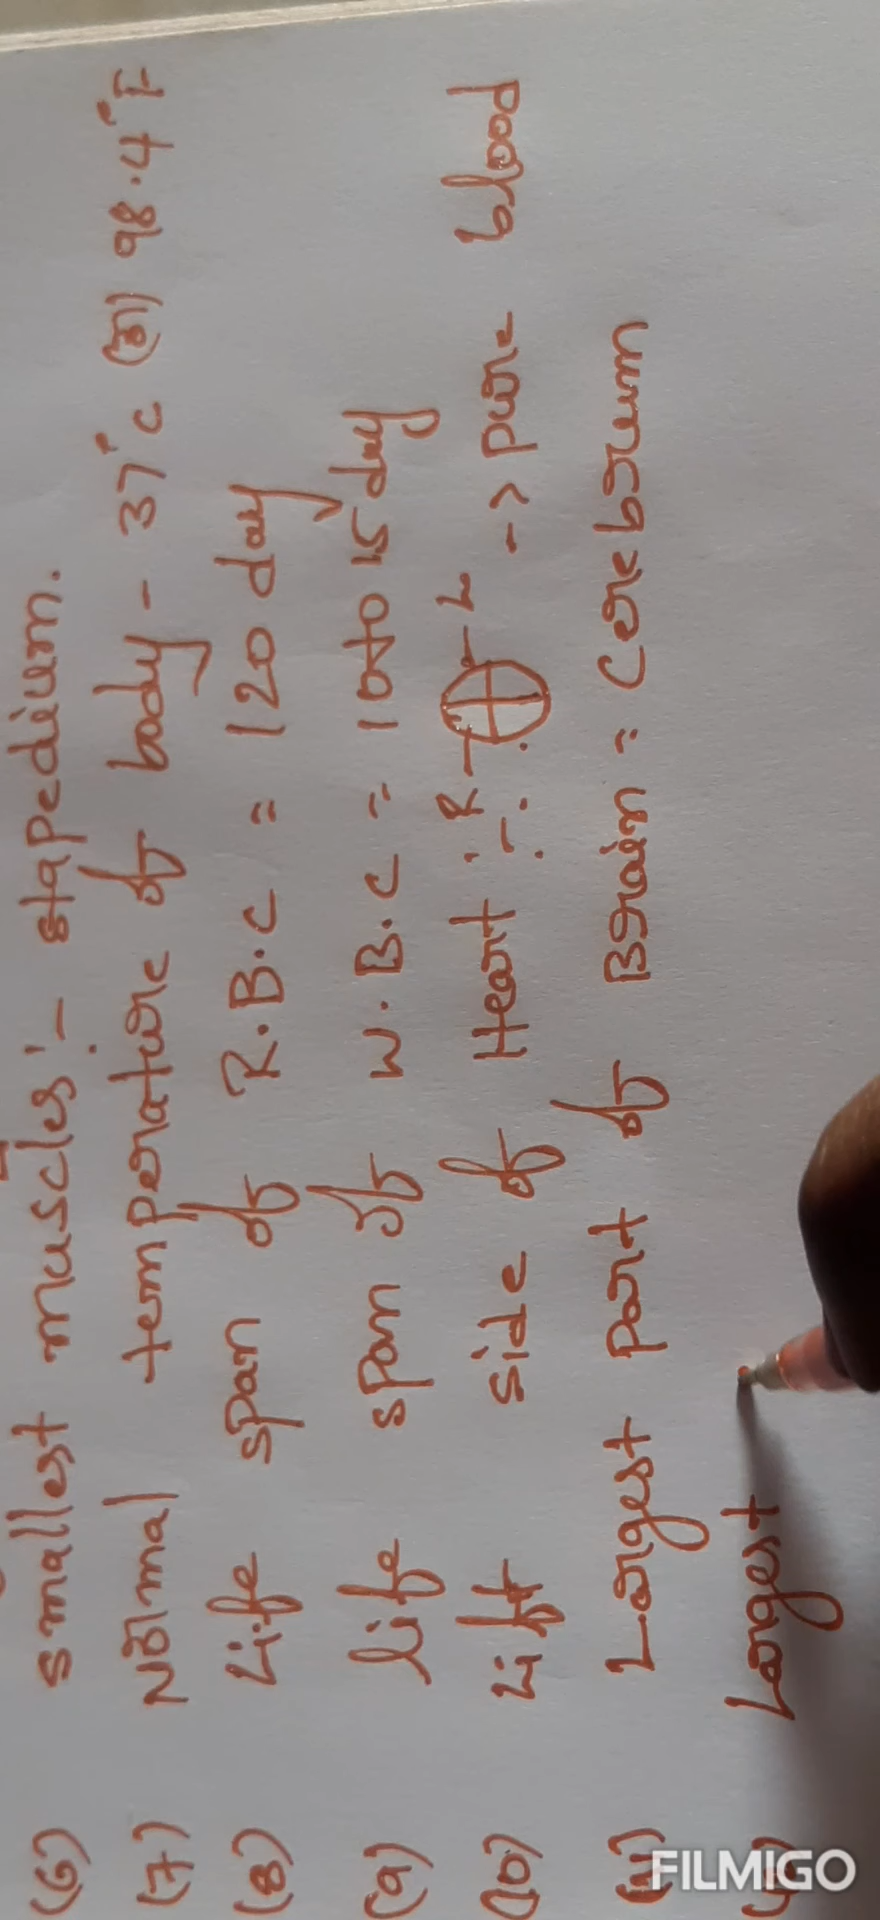 (6) smallest muscles :- stapedium.
(7) Normal temperature of body - 37°c (or) 98.4°F
(8) Life span of R.B.C = 120 day
(9) life span of W.B.C = 10 to 15 day
(10) Lift side of Heart :- R L -> pure blood
(11) Largest part of Brain = Cerebrum
Largest
FILMIGO